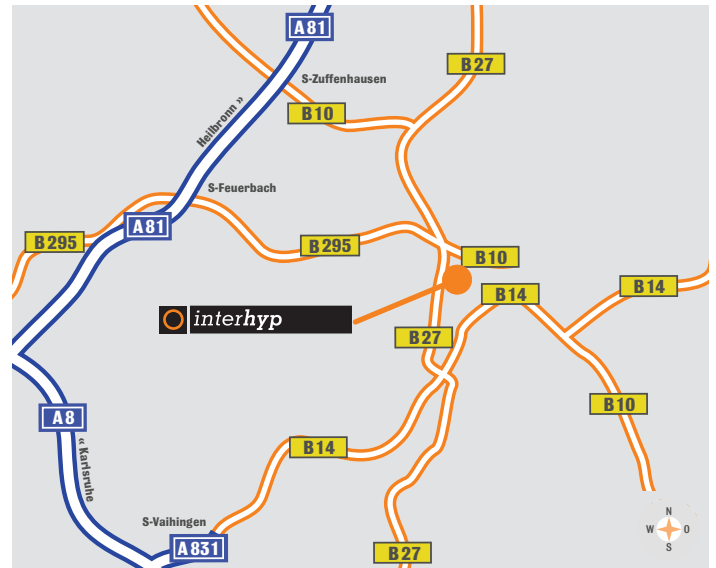 A81
B27
S-Zuffenhausen
B10
Heilbronn »
S-Feuerbach
A81
B295
B295
B10
B14
B14
interhyp
B27
B10
A8
« Karlsruhe
B14
S-Vaihingen
A831
B27
N
W O
S